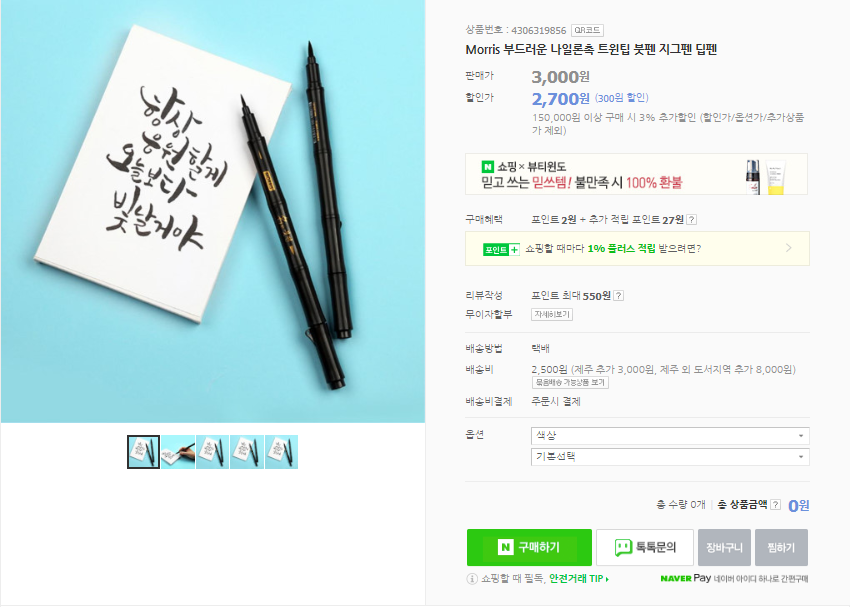 항상
응원할게
오늘보다
빛날거야
상품번호 : 4306319856 QR코드
Morris 부드러운 나일론촉 트윈팁 붓펜 지그펜 딥펜
판매가 3,000원
할인가 2,700원 (300원 할인)
150,000원 이상 구매 시 3% 추가할인 (할인가/옵션가/추가상품
가 제외)
N 쇼핑 × 뷰티윈도
믿고 쓰는 믿쓰템! 불만족 시 100% 환불
구매혜택 포인트 2원 + 추가 적립 포인트 27원 ?
포인트 + 쇼핑할 때마다 1% 플러스 적립 받으려면?
리뷰작성 포인트 최대 550원 ?
무이자할부 자세히보기
배송방법 택배
배송비 2,500원 (제주 추가 3,000원, 제주 외 도서지역 추가 8,000원)
묶음배송 가능상품 보기
배송비결제 주문시 결제
옵션 색상
기본선택
총 수량 0개 총 상품금액 ? 0원
N 구매하기 톡톡문의 장바구니 찜하기
쇼핑할 때 필독, 안전거래 TIP NAVER Pay 네이버 아이디 하나로 간편구매